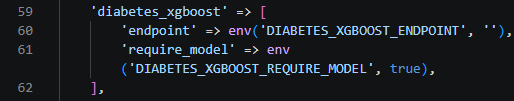 59 'diabetes_xgboost' => [
60 'endpoint' => env('DIABETES_XGBOOST_ENDPOINT', ''),
61 'require_model' => env
('DIABETES_XGBOOST_REQUIRE_MODEL', true),
62 ],